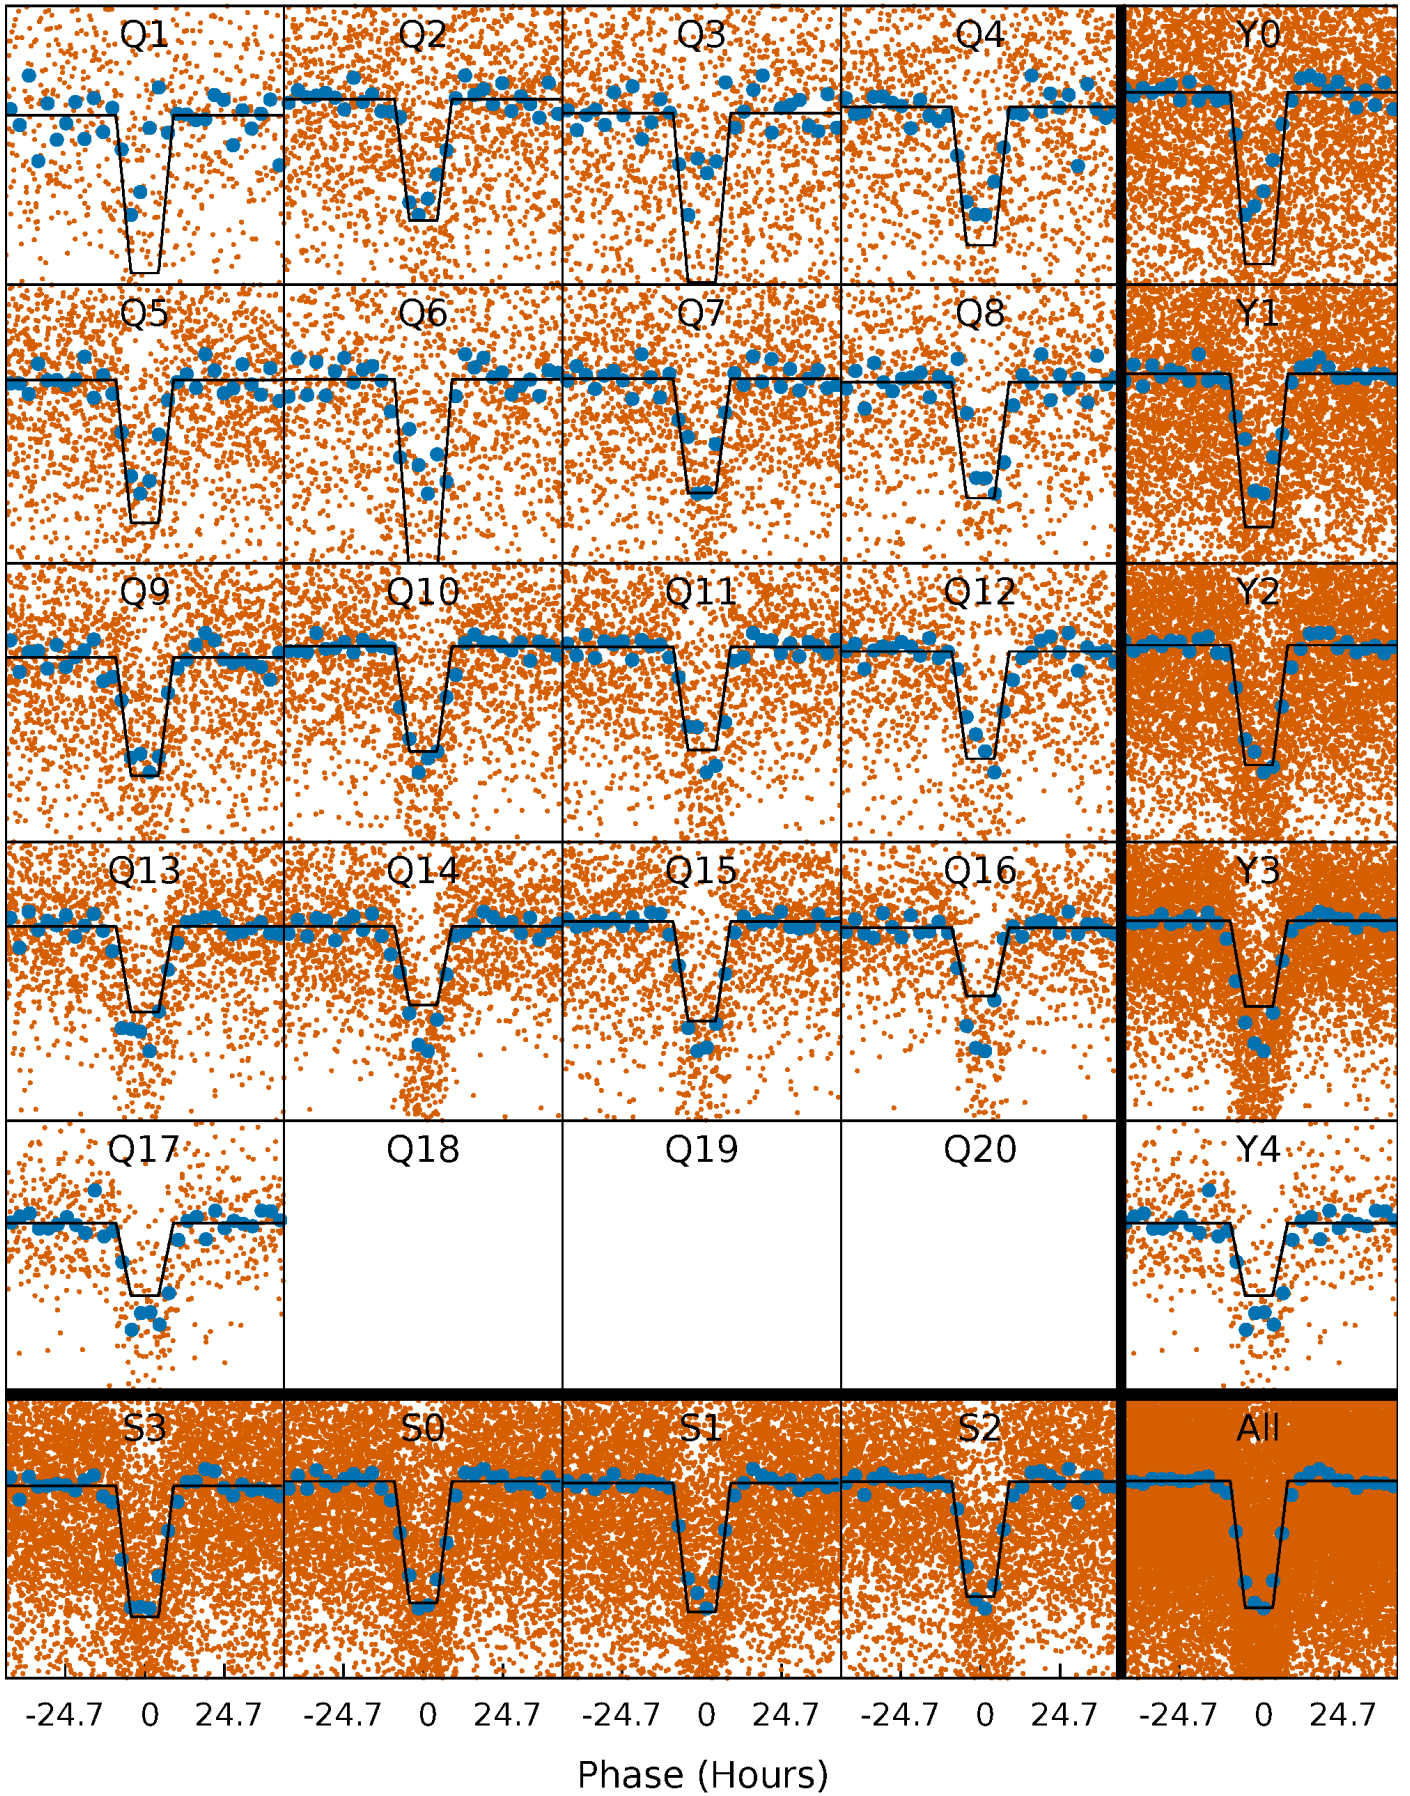 Q1 Q2 Q3 Q4 Y0
Q5 Q6 Q7 Q8 Y1
Q9 Q10 Q11 Q12 Y2
Q13 Q14 Q15 Q16 Y3
Q17 Q18 Q19 Q20 Y4
S3 S0 S1 S2 All
-24.7 0 24.7 -24.7 0 24.7 -24.7 0 24.7 -24.7 0 24.7 -24.7 0 24.7
Phase (Hours)